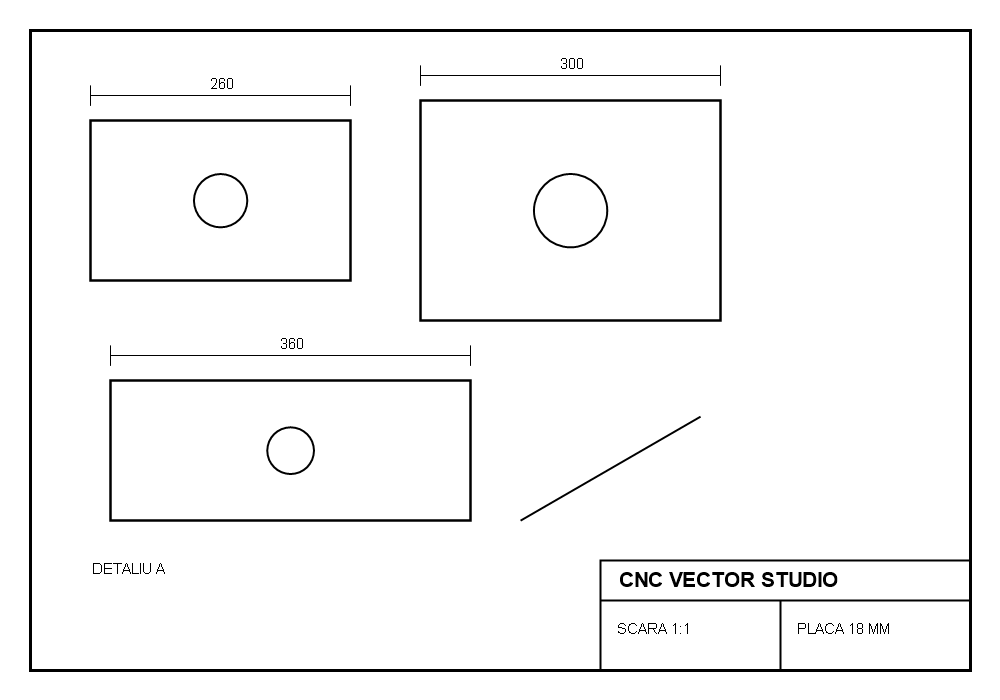 260
300
360
DETALIU A
CNC VECTOR STUDIO
SCARA 1:1
PLACA 18 MM